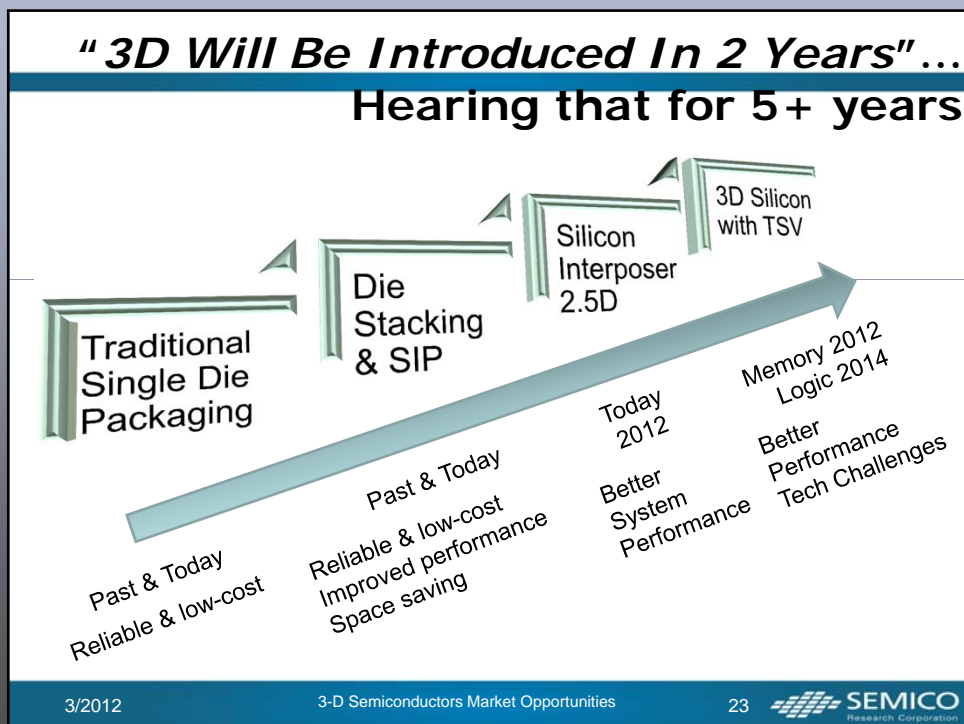 "3D Will Be Introduced In 2 Years"...
Hearing that for 5+ years
Traditional
Single Die
Packaging
Die
Stacking
& SIP
Silicon
Interposer
2.5D
3D Silicon
with TSV
Past & Today
Reliable & low-cost
Past & Today
Reliable & low-cost
Improved performance
Space saving
Today
2012
Better
System
Performance
Memory 2012
Logic 2014
Better
Performance
Tech Challenges
3/2012
3-D Semiconductors Market Opportunities
23
SEMICO
Research Corporation